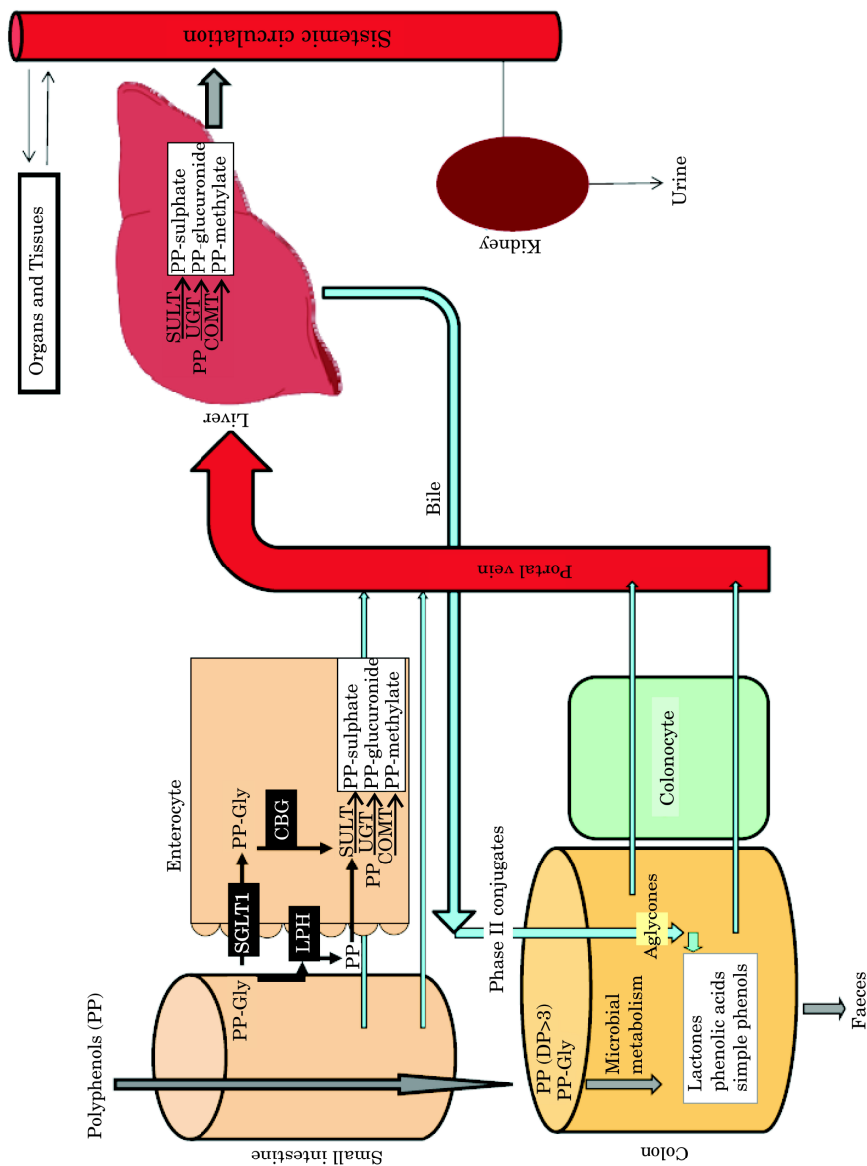 Polyphenols (PP)
Small intestine
PP-Gly
SGLT1
PP-Gly
LPH
PP
CBG
Enterocyte
PP
SULT
UGT
COMT
PP-sulphate
PP-glucuronide
PP-methylate
Portal vein
Liver
PP
SULT
UGT
COMT
PP-sulphate
PP-glucuronide
PP-methylate
Organs and Tissues
Sistemic circulation
Kidney
Urine
Bile
Phase II conjugates
Colon
PP (DP>3)
PP-Gly
Microbial
metabolism
Aglycones
Lactones
phenolic acids
simple phenols
Colonocyte
Faeces